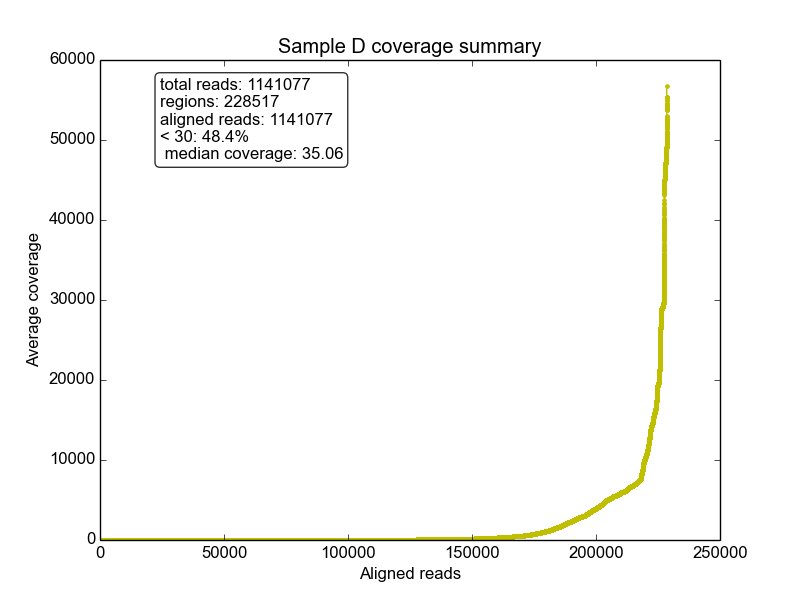 Sample D coverage summary
60000
50000
40000
30000
20000
10000
0
Average coverage
total reads: 1141077
regions: 228517
aligned reads: 1141077
< 30: 48.4%
median coverage: 35.06
0 50000 100000 150000 200000 250000
Aligned reads